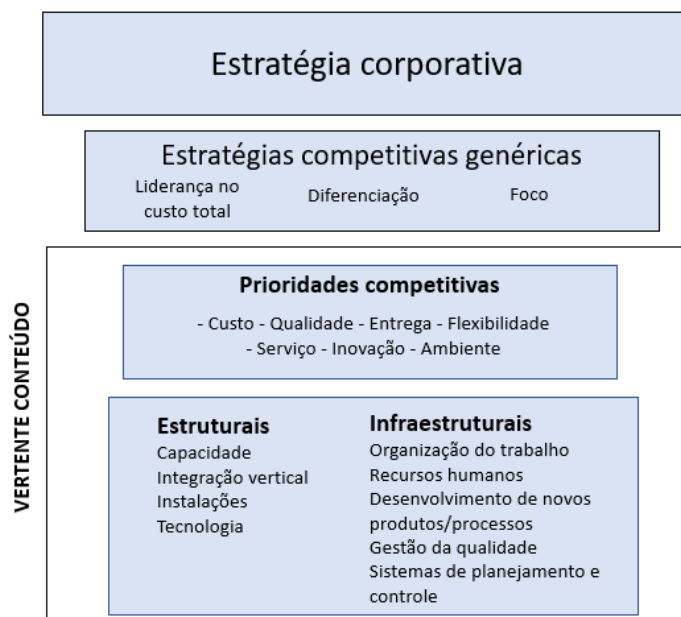 Estratégia corporativa
Estratégias competitivas genéricas
Liderança no
custo total
Diferenciação
Foco
VERTENTE CONTEÚDO
Prioridades competitivas
- Custo - Qualidade - Entrega - Flexibilidade
- Serviço - Inovação - Ambiente
Estruturais
Capacidade
Integração vertical
Instalações
Tecnologia
Infraestruturais
Organização do trabalho
Recursos humanos
Desenvolvimento de novos
produtos/processos
Gestão da qualidade
Sistemas de planejamento e
controle